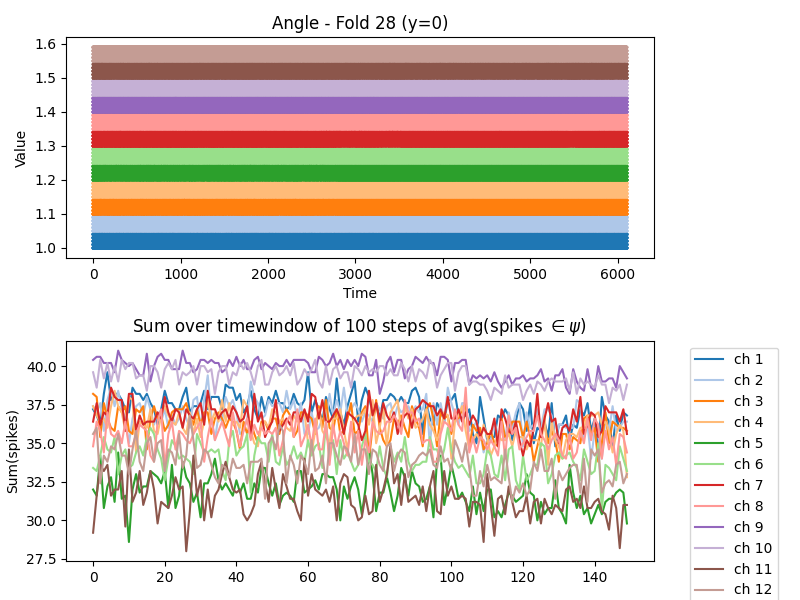 Angle - Fold 28 (y=0)
Value
1.6
1.5
1.4
1.3
1.2
1.1
1.0
0 1000 2000 3000 4000 5000 6000
Time
Sum over timewindow of 100 steps of avg(spikes ∈ ψ)
Sum(spikes)
40.0
37.5
35.0
32.5
30.0
27.5
0 20 40 60 80 100 120 140
ch 1
ch 2
ch 3
ch 4
ch 5
ch 6
ch 7
ch 8
ch 9
ch 10
ch 11
ch 12